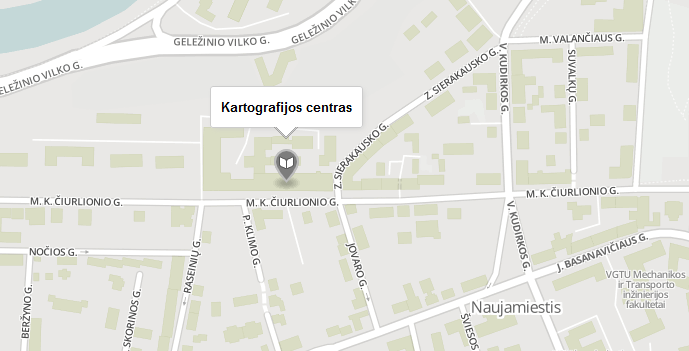 GELEŽINIO VILKO G.
GELEŽINIO VILKO G.
GELEŽINIO VILKO G.
M. VALANČIAUS G.
V. KUDIRKOS G.
SUVALKŲ G.
Z. SIERAKAUSKO G.
Kartografijos centras
Z. SIERAKAUSKO G.
M. K. ČIURLIONIO G.
M. K. ČIURLIONIO G.
M. K. ČIURLIONIO G.
V. KUDIRKOS G.
RASEINIŲ G.
P. KLIMO G.
JOVARO G.
NOČIOS G.
J. BASANAVIČIAUS G.
BERŽYNO G.
SKORINOS G.
VGTU Mechanikos
ir Transporto
inžinierijos
fakultetai
Naujamiestis
ŠVIESOS